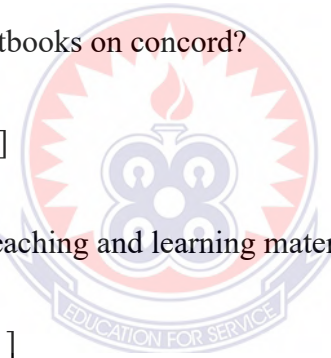 tbooks on concord?
]
eaching and learning mater
EDUCATION FOR SERVICE
]